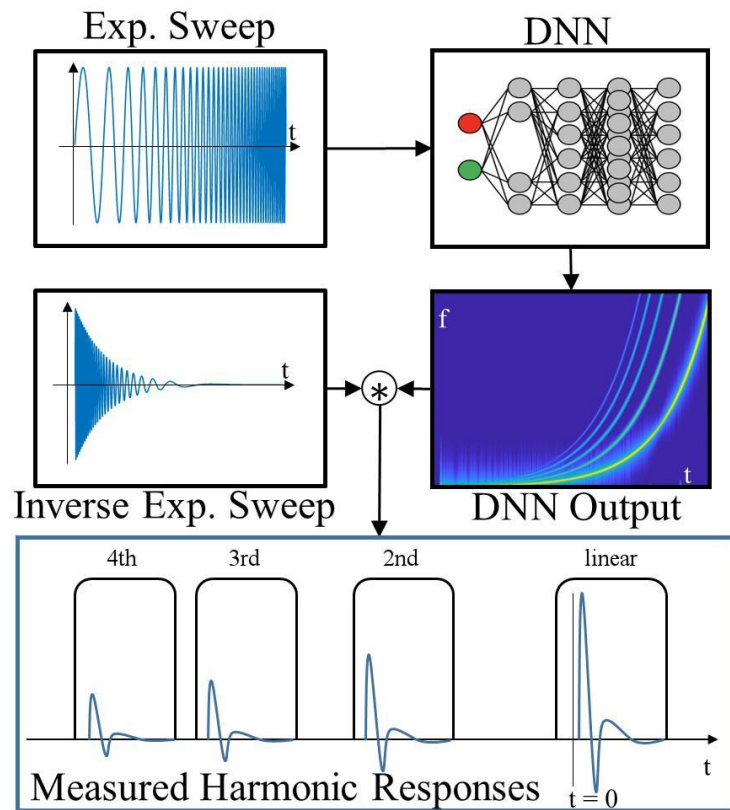 Exp. Sweep
DNN
t
t
f
*
t
Inverse Exp. Sweep
DNN Output
4th
3rd
2nd
linear
t
Measured Harmonic Responses
t = 0